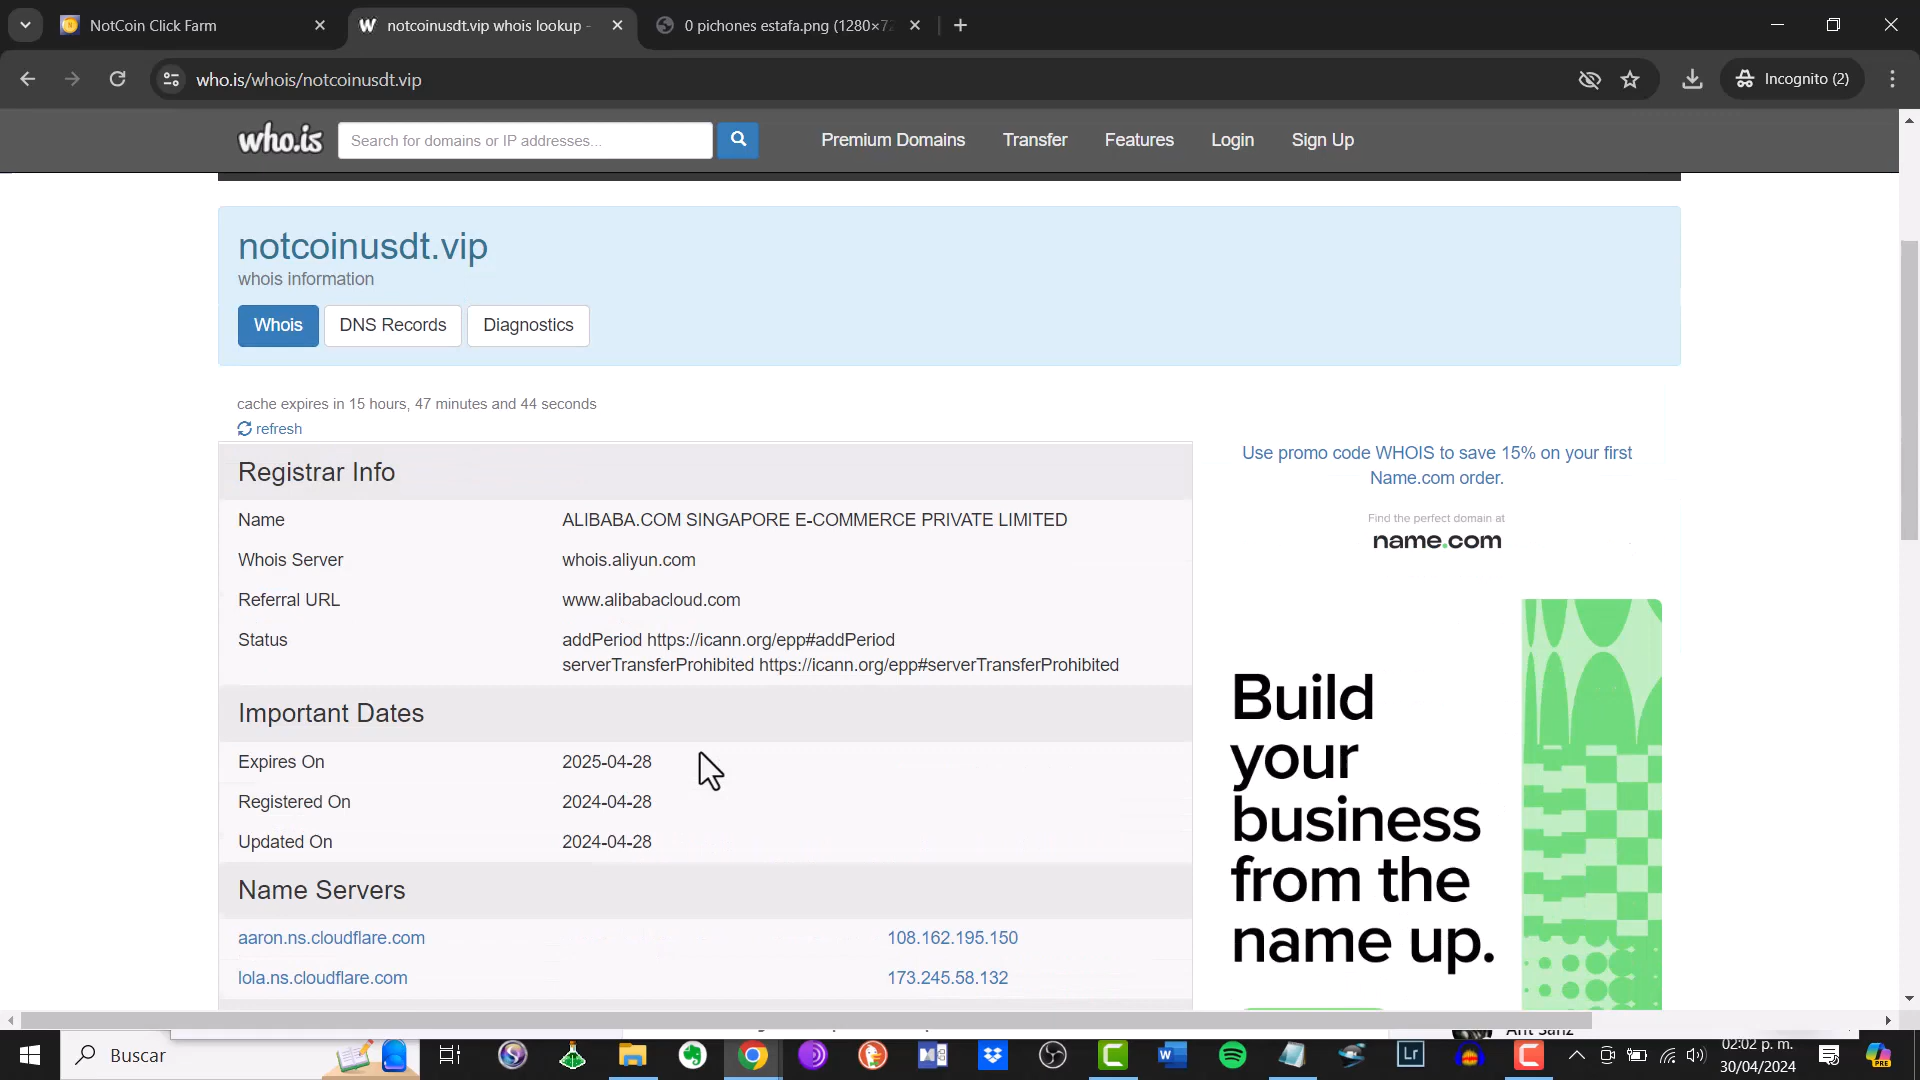 NotCoin Click Farm
notcoinusdt.vip whois lookup -
0 pichones estafa.png (1280×72
who.is/whois/notcoinusdt.vip
Incognito (2)
who.is
Search for domains or IP addresses...
Premium Domains
Transfer
Features
Login
Sign Up
notcoinusdt.vip
whois information
Whois
DNS Records
Diagnostics
cache expires in 15 hours, 47 minutes and 44 seconds
refresh
Registrar Info
Name ALIBABA.COM SINGAPORE E-COMMERCE PRIVATE LIMITED
Whois Server whois.aliyun.com
Referral URL www.alibabacloud.com
Status addPeriod https://icann.org/epp#addPeriod
serverTransferProhibited https://icann.org/epp#serverTransferProhibited
Important Dates
Expires On 2025-04-28
Registered On 2024-04-28
Updated On 2024-04-28
Name Servers
aaron.ns.cloudflare.com 108.162.195.150
lola.ns.cloudflare.com 173.245.58.132
Use promo code WHOIS to save 15% on your first
Name.com order.
Find the perfect domain at
name.com
Build
your
business
from the
name up.
Buscar
Lr
PRE
02:02 p. m.
30/04/2024